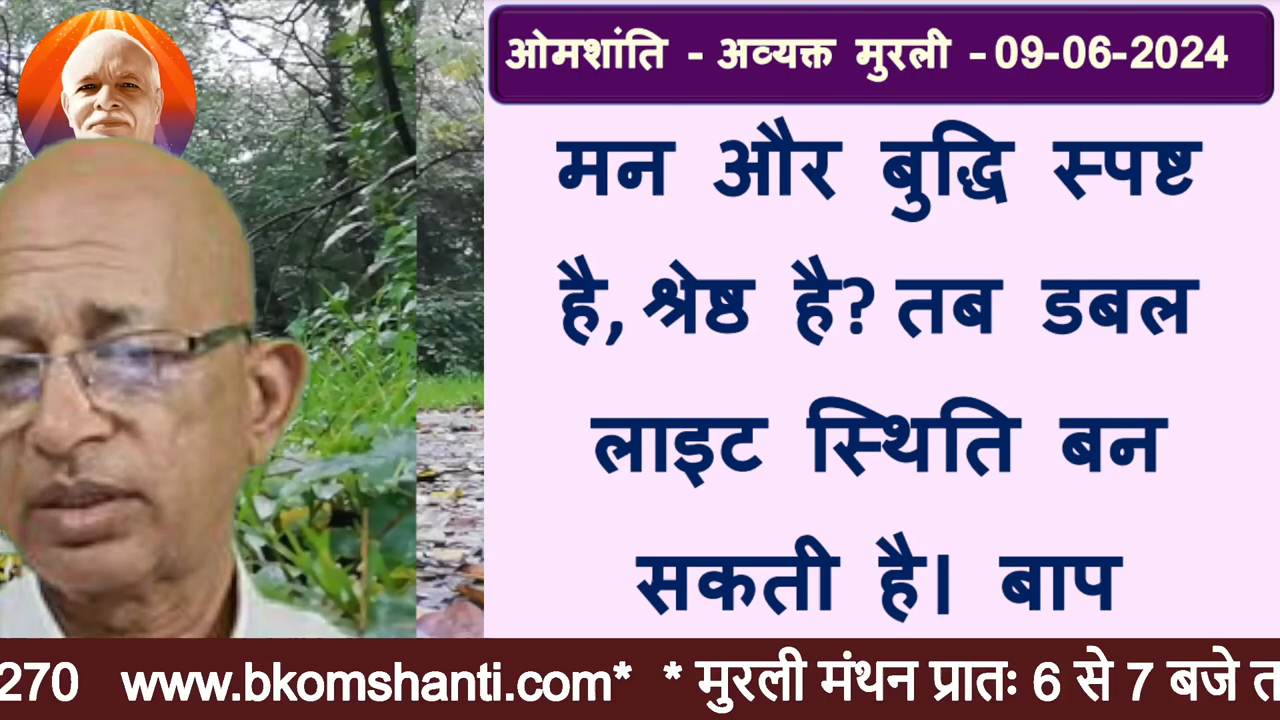 ओमशांति - अव्यक्त मुरली - 09-06-2024
मन और बुद्धि स्पष्ट
है, श्रेष्ठ है? तब डबल
लाइट स्थिति बन
सकती है। बाप
270 www.bkomshanti.com* * मुरली मंथन प्रातः 6 से 7 बजे त